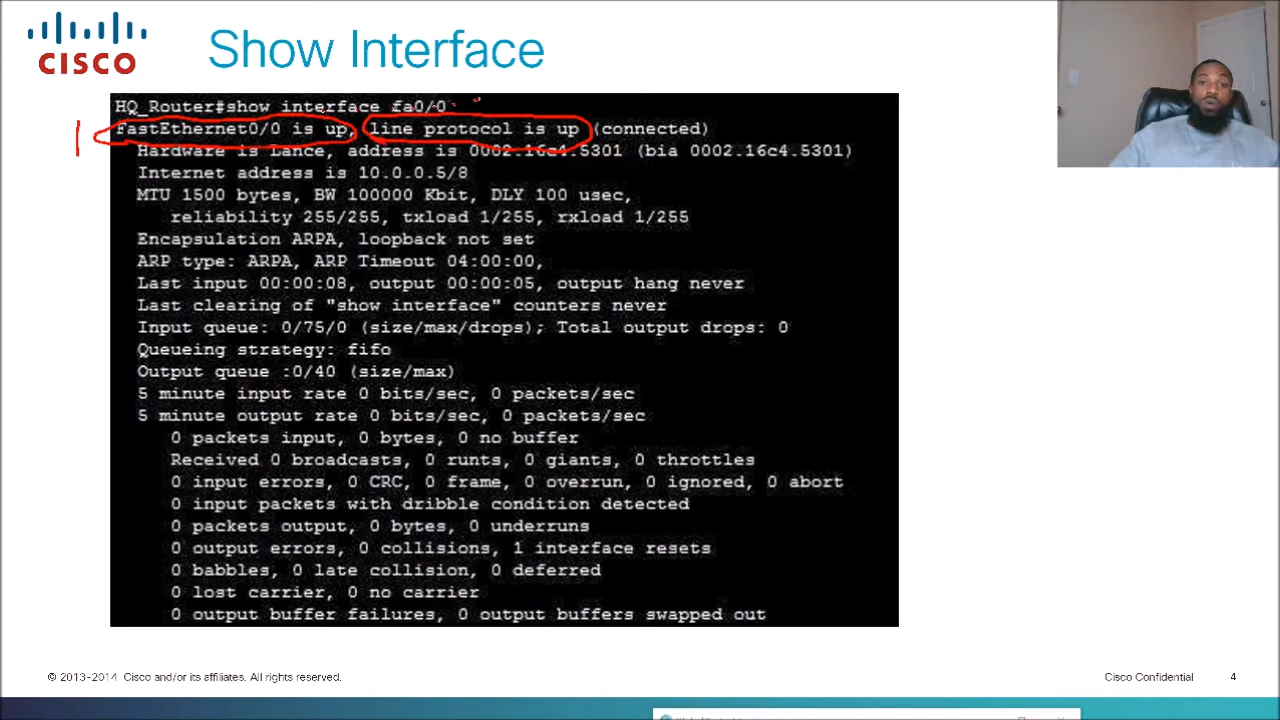 CISCO
Show Interface
HQ_Router#show interface fa0/0
FastEthernet0/0 is up, line protocol is up (connected)
Hardware is Lance, address is 0002.16c4.5301 (bia 0002.16c4.5301)
Internet address is 10.0.0.5/8
MTU 1500 bytes, BW 100000 Kbit, DLY 100 usec,
reliability 255/255, txload 1/255, rxload 1/255
Encapsulation ARPA, loopback not set
ARP type: ARPA, ARP Timeout 04:00:00,
Last input 00:00:08, output 00:00:05, output hang never
Last clearing of "show interface" counters never
Input queue: 0/75/0 (size/max/drops); Total output drops: 0
Queueing strategy: fifo
Output queue :0/40 (size/max)
5 minute input rate 0 bits/sec, 0 packets/sec
5 minute output rate 0 bits/sec, 0 packets/sec
0 packets input, 0 bytes, 0 no buffer
Received 0 broadcasts, 0 runts, 0 giants, 0 throttles
0 input errors, 0 CRC, 0 frame, 0 overrun, 0 ignored, 0 abort
0 input packets with dribble condition detected
0 packets output, 0 bytes, 0 underruns
0 output errors, 0 collisions, 1 interface resets
0 babbles, 0 late collision, 0 deferred
0 lost carrier, 0 no carrier
0 output buffer failures, 0 output buffers swapped out
© 2013-2014 Cisco and/or its affiliates. All rights reserved.
Cisco Confidential
4